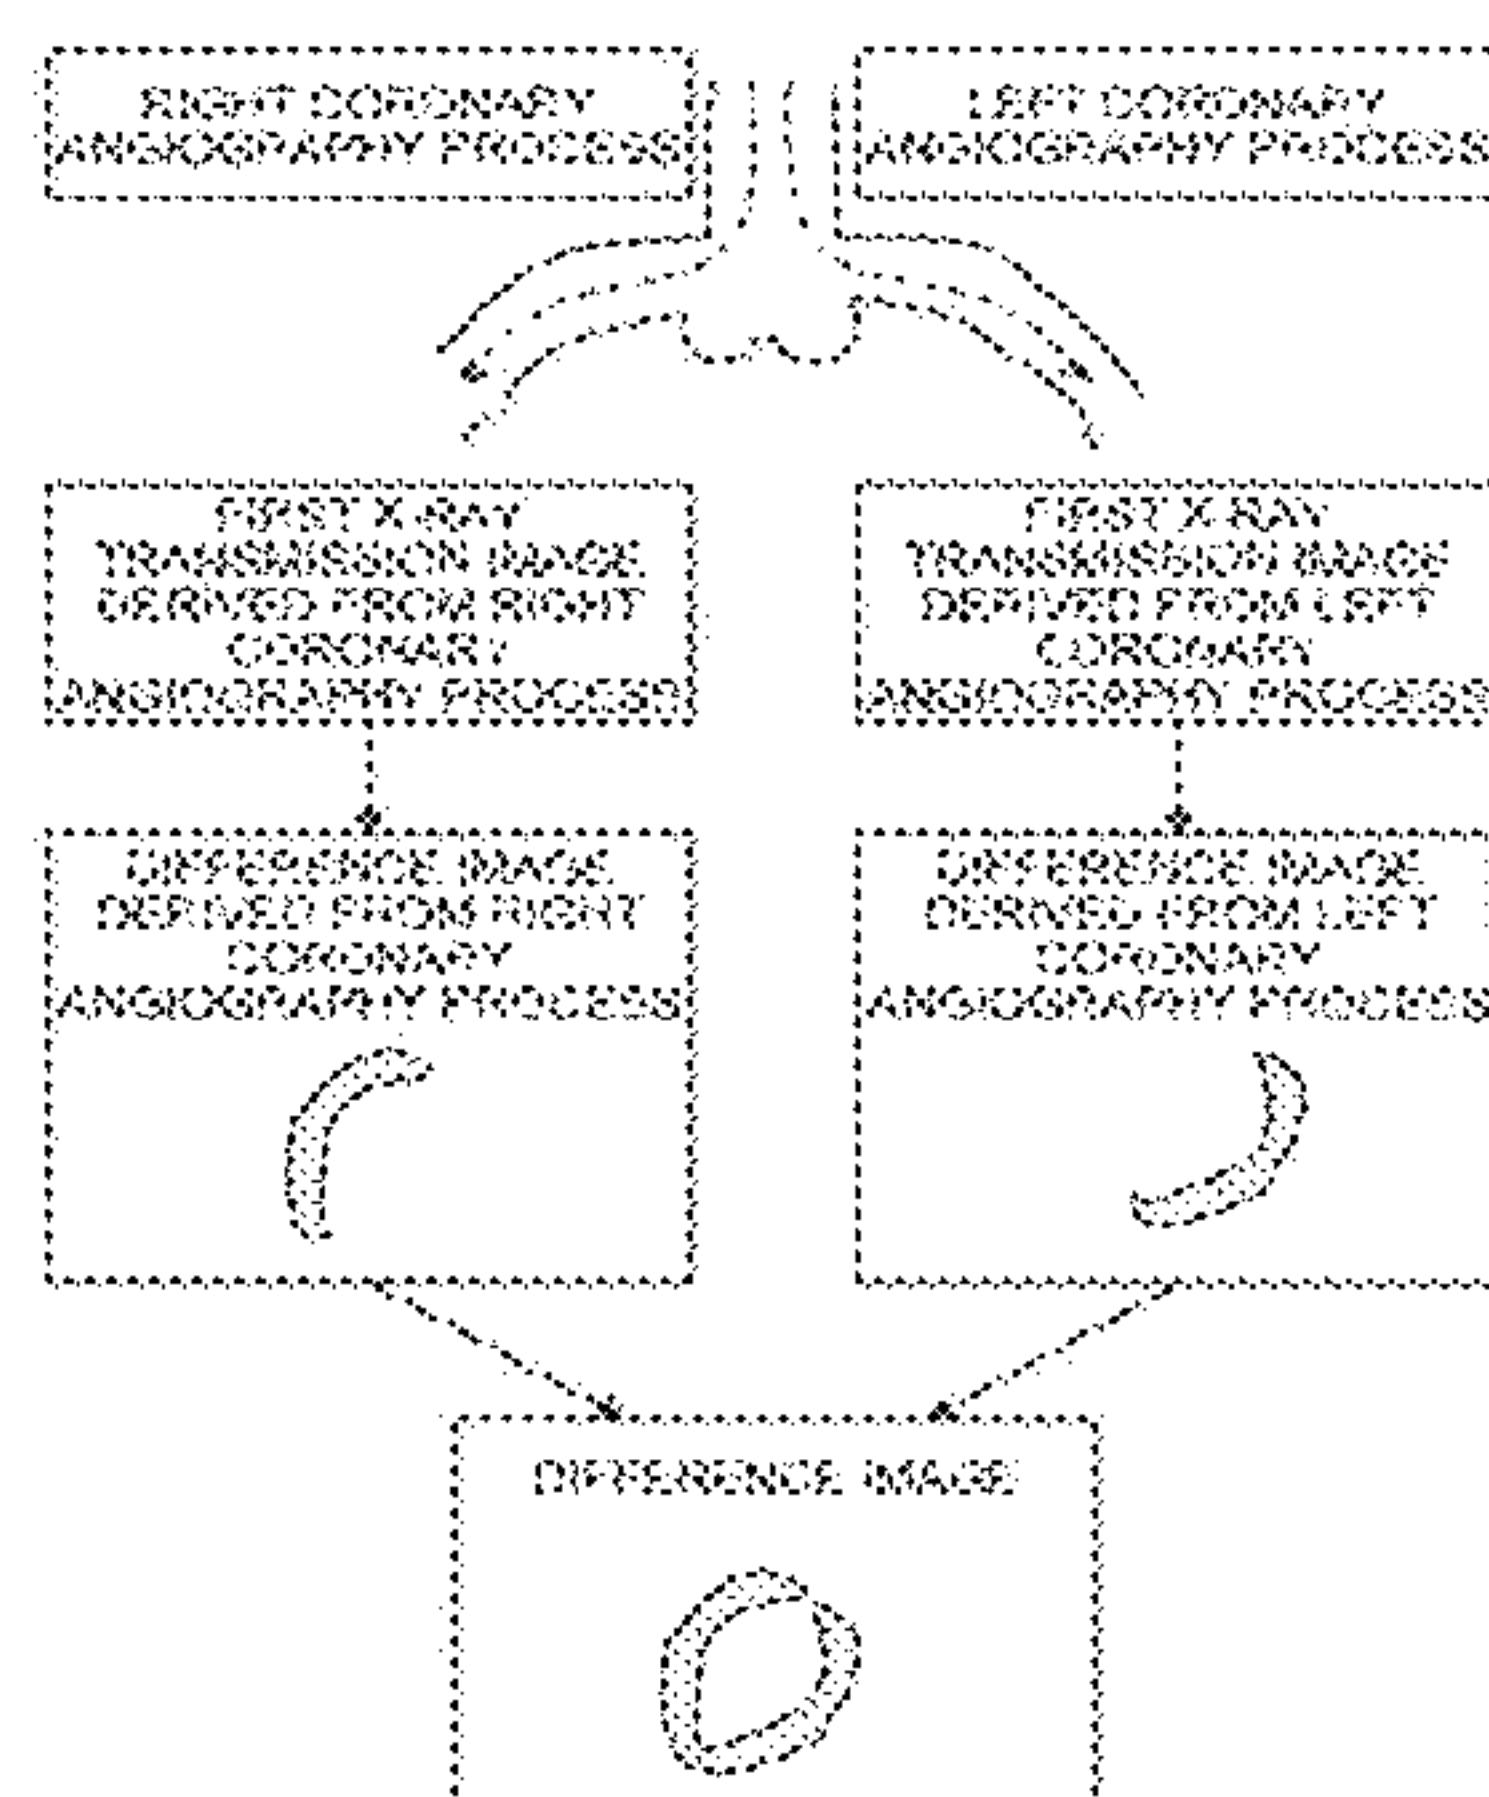 RIGHT CORONARY
ANGIOGRAPHY PROCESS
LEFT CORONARY
ANGIOGRAPHY PROCESS
FIRST X-RAY
TRANSMISSION IMAGE
DERIVED FROM RIGHT
CORONARY
ANGIOGRAPHY PROCESS
FIRST X-RAY
TRANSMISSION IMAGE
DERIVED FROM LEFT
CORONARY
ANGIOGRAPHY PROCESS
DIFFERENCE IMAGE
DERIVED FROM RIGHT
CORONARY
ANGIOGRAPHY PROCESS
DIFFERENCE IMAGE
DERIVED FROM LEFT
CORONARY
ANGIOGRAPHY PROCESS
DIFFERENCE IMAGE